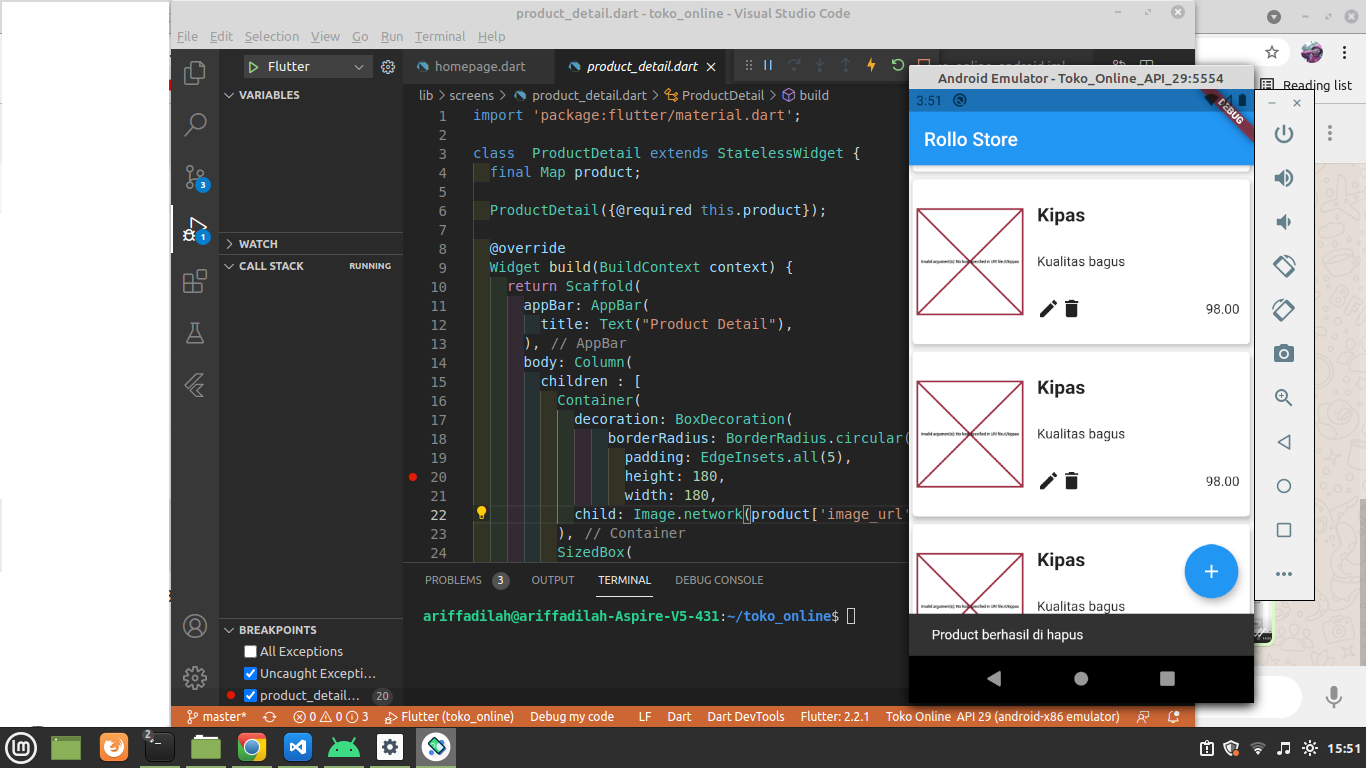 product_detail.dart - toko_online - Visual Studio Code
File Edit Selection View Go Run Terminal Help
Flutter
homepage.dart
product_detail.dart
VARIABLES
WATCH
CALL STACK
RUNNING
3
1
lib > screens > product_detail.dart > ProductDetail > build
1 import 'package:flutter/material.dart';
2
3 class  ProductDetail extends StatelessWidget {
4 final Map product;
5
6 ProductDetail({@required this.product});
7
8 @override
9 Widget build(BuildContext context) {
10 return Scaffold(
11 appBar: AppBar(
12 title: Text("Product Detail"),
13 ), // AppBar
14 body: Column(
15 children : [
16 Container(
17 decoration: BoxDecoration(
18 borderRadius: BorderRadius.circular(
19 padding: EdgeInsets.all(5),
20 height: 180,
21 width: 180,
22 child: Image.network(product['image_url'
23 ), // Container
24 SizedBox(
PROBLEMS 3 OUTPUT TERMINAL DEBUG CONSOLE
ariffadilah@ariffadilah-Aspire-V5-431:~/toko_online$
BREAKPOINTS
All Exceptions
Uncaught Excepti...
product_detail... 20
master* 0 0 3 Flutter (toko_online) Debug my code LF Dart Dart DevTools Flutter: 2.2.1 Toko Online API 29 (android-x86 emulator)
Reading list
Android Emulator - Toko_Online_API_29:5554
3:51
DEBUG
Rollo Store
Kipas
Kualitas bagus
98.00
Kipas
Kualitas bagus
98.00
Kipas
Kualitas bagus
Product berhasil di hapus
2
15:51